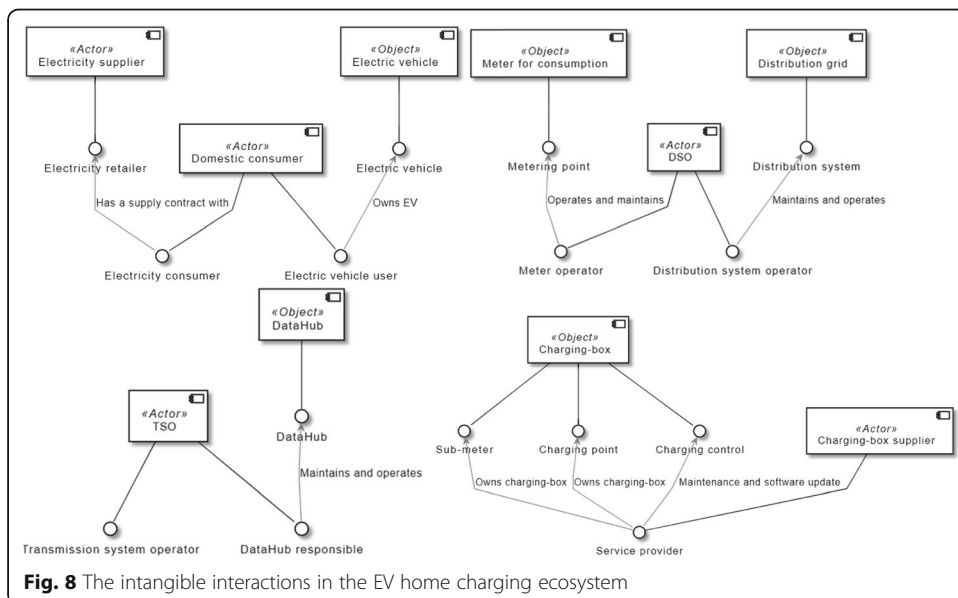 «Actor»
Electricity supplier
«Object»
Electric vehicle
«Object»
Meter for consumption
«Object»
Distribution grid
«Actor»
Domestic consumer
«Actor»
DSO
Electricity retailer
Electric vehicle
Metering point
Distribution system
Has a supply contract with
Owns EV
Operates and maintains
Maintains and operates
Electricity consumer
Electric vehicle user
Meter operator
Distribution system operator
«Object»
DataHub
«Object»
Charging-box
«Actor»
TSO
DataHub
Sub-meter
Charging point
Charging control
«Actor»
Charging-box supplier
Maintains and operates
Owns charging-box
Owns charging-box
Maintenance and software update
Transmission system operator
DataHub responsible
Service provider
Fig. 8 The intangible interactions in the EV home charging ecosystem